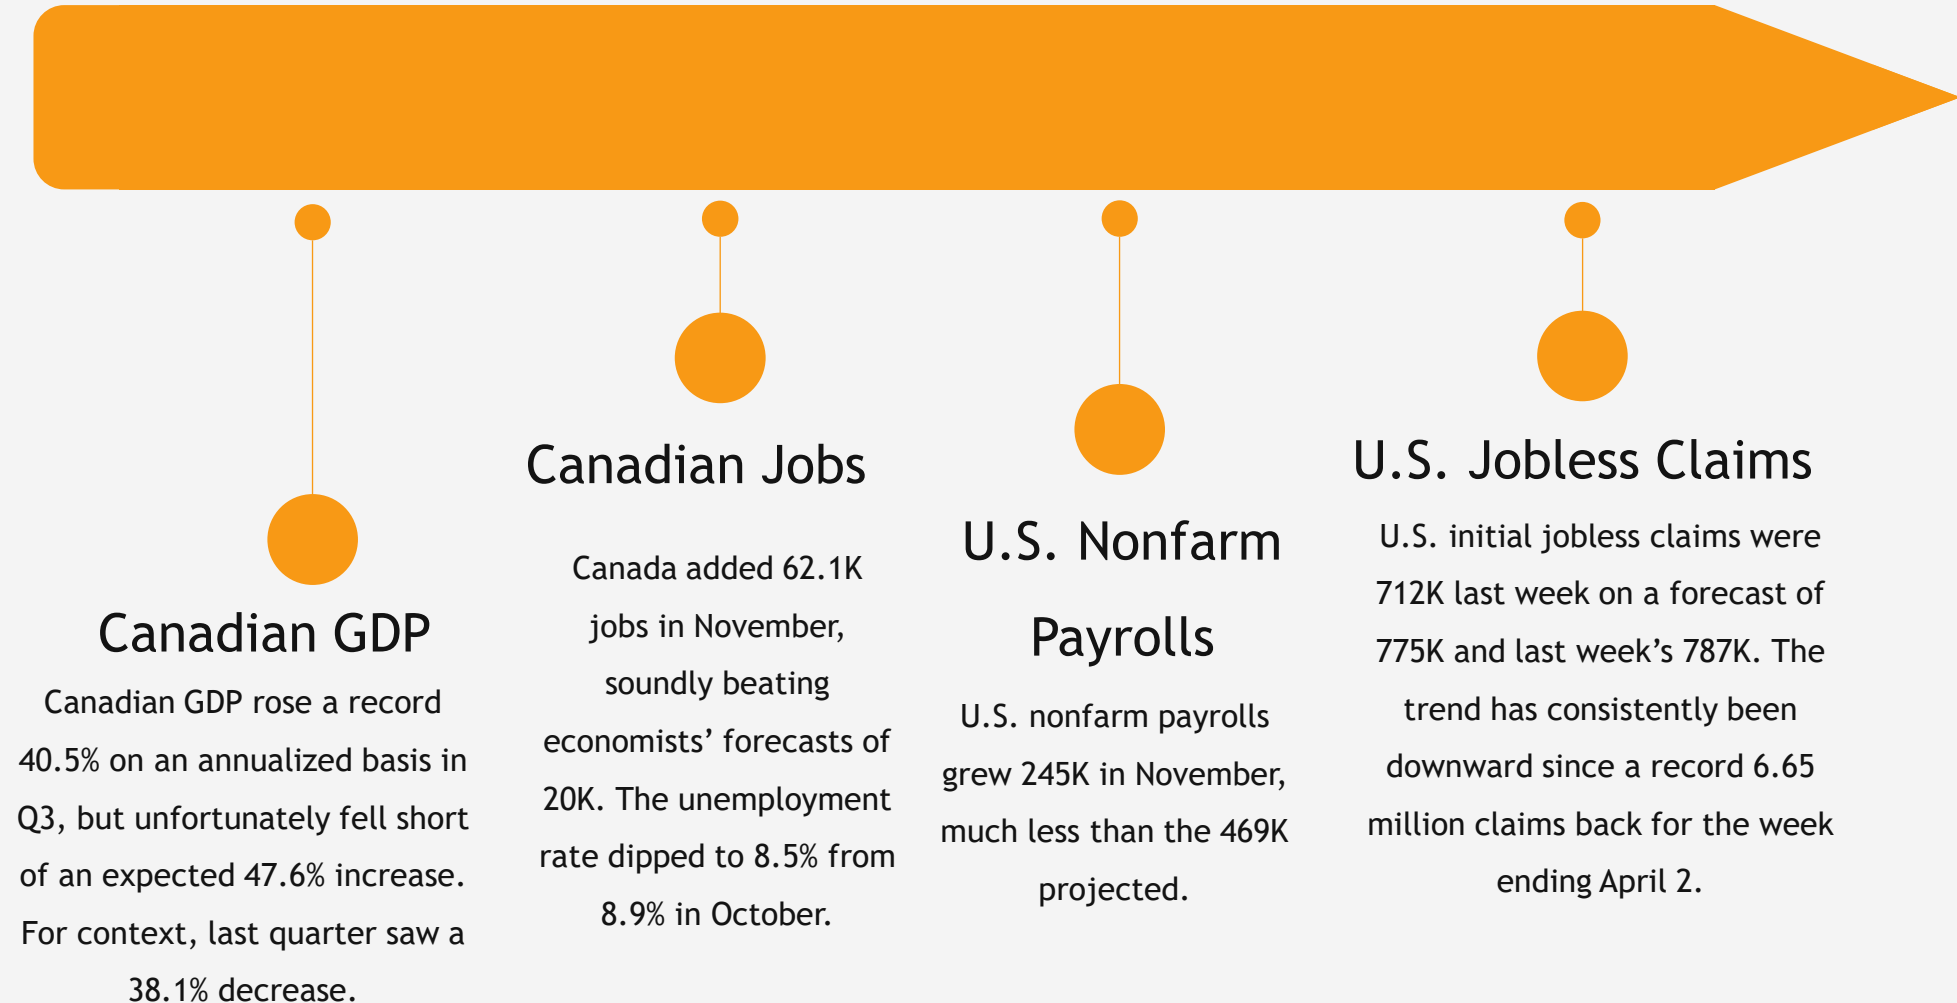 Canadian GDP
Canadian GDP rose a record
40.5% on an annualized basis in
Q3, but unfortunately fell short
of an expected 47.6% increase.
For context, last quarter saw a
38.1% decrease.
Canadian Jobs
Canada added 62.1K
jobs in November,
soundly beating
economists’ forecasts of
20K. The unemployment
rate dipped to 8.5% from
8.9% in October.
U.S. Nonfarm
Payrolls
U.S. nonfarm payrolls
grew 245K in November,
much less than the 469K
projected.
U.S. Jobless Claims
U.S. initial jobless claims were
712K last week on a forecast of
775K and last week’s 787K. The
trend has consistently been
downward since a record 6.65
million claims back for the week
ending April 2.